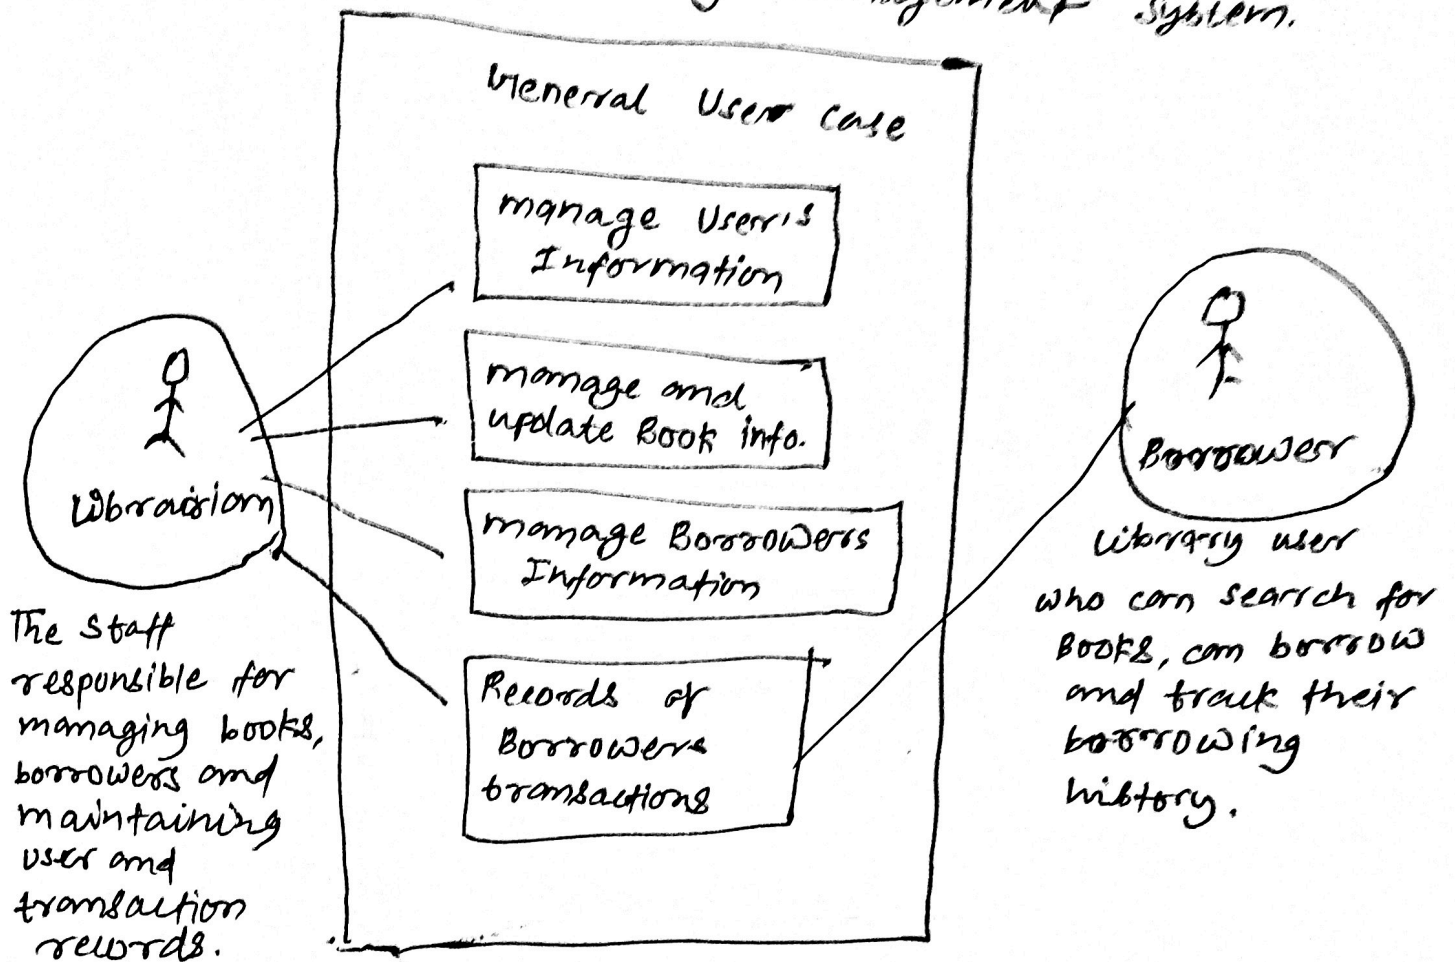 System.
General User case
manage User's
Information
manage and
update Book info.
manage Borrowers
Information
Records of
Borrowers
transactions
Librarian
The Staff
responsible for
managing books,
borrowers and
maintaining
user and
transaction
records.
Borrower
Library user
who can search for
Books, can borrow
and track their
borrowing
history.